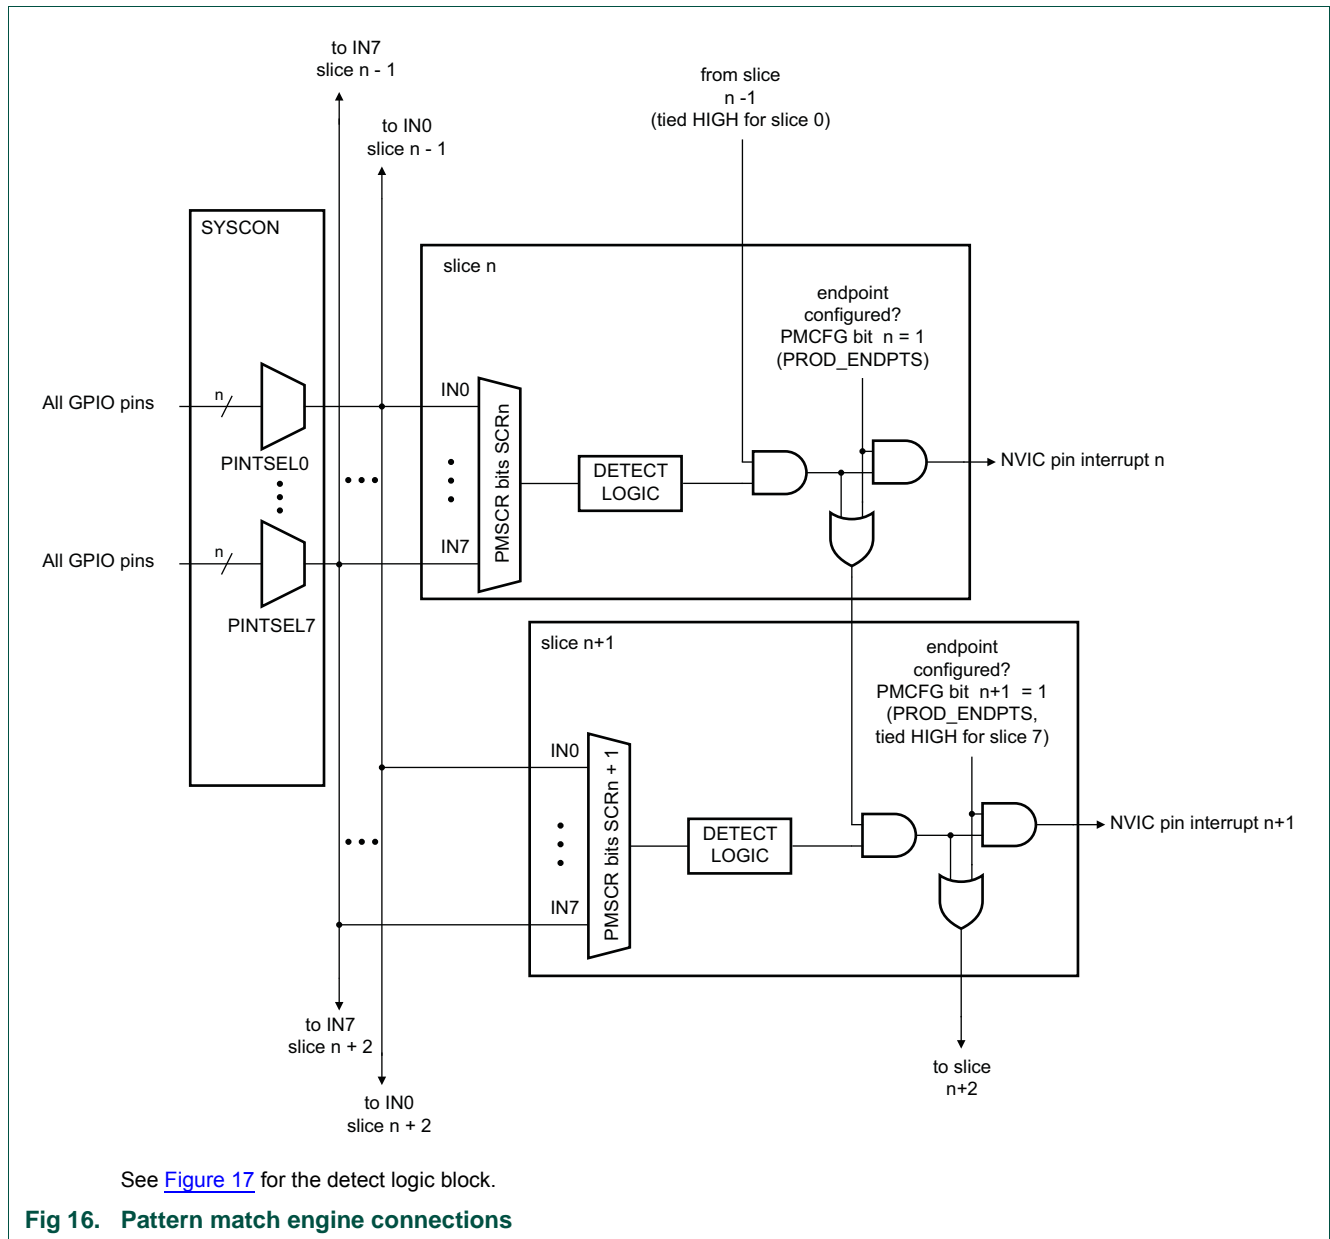 to IN7
slice n - 1
to IN0
slice n - 1
from slice
n -1
(tied HIGH for slice 0)
SYSCON
slice n
endpoint
configured?
PMCFG bit n = 1
(PROD_ENDPTS)
All GPIO pins
n
PINTSEL0
IN0
PMSCR bits SCRn
DETECT
LOGIC
NVIC pin interrupt n
All GPIO pins
n
PINTSEL7
IN7
slice n+1
endpoint
configured?
PMCFG bit n+1 = 1
(PROD_ENDPTS,
tied HIGH for slice 7)
IN0
PMSCR bits SCRn + 1
DETECT
LOGIC
NVIC pin interrupt n+1
IN7
to IN7
slice n + 2
to IN0
slice n + 2
to slice
n+2
See Figure 17 for the detect logic block.
Fig 16. Pattern match engine connections